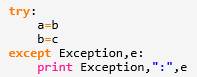 try:
    a=b
    b=c
except Exception,e:
    print Exception,":",e